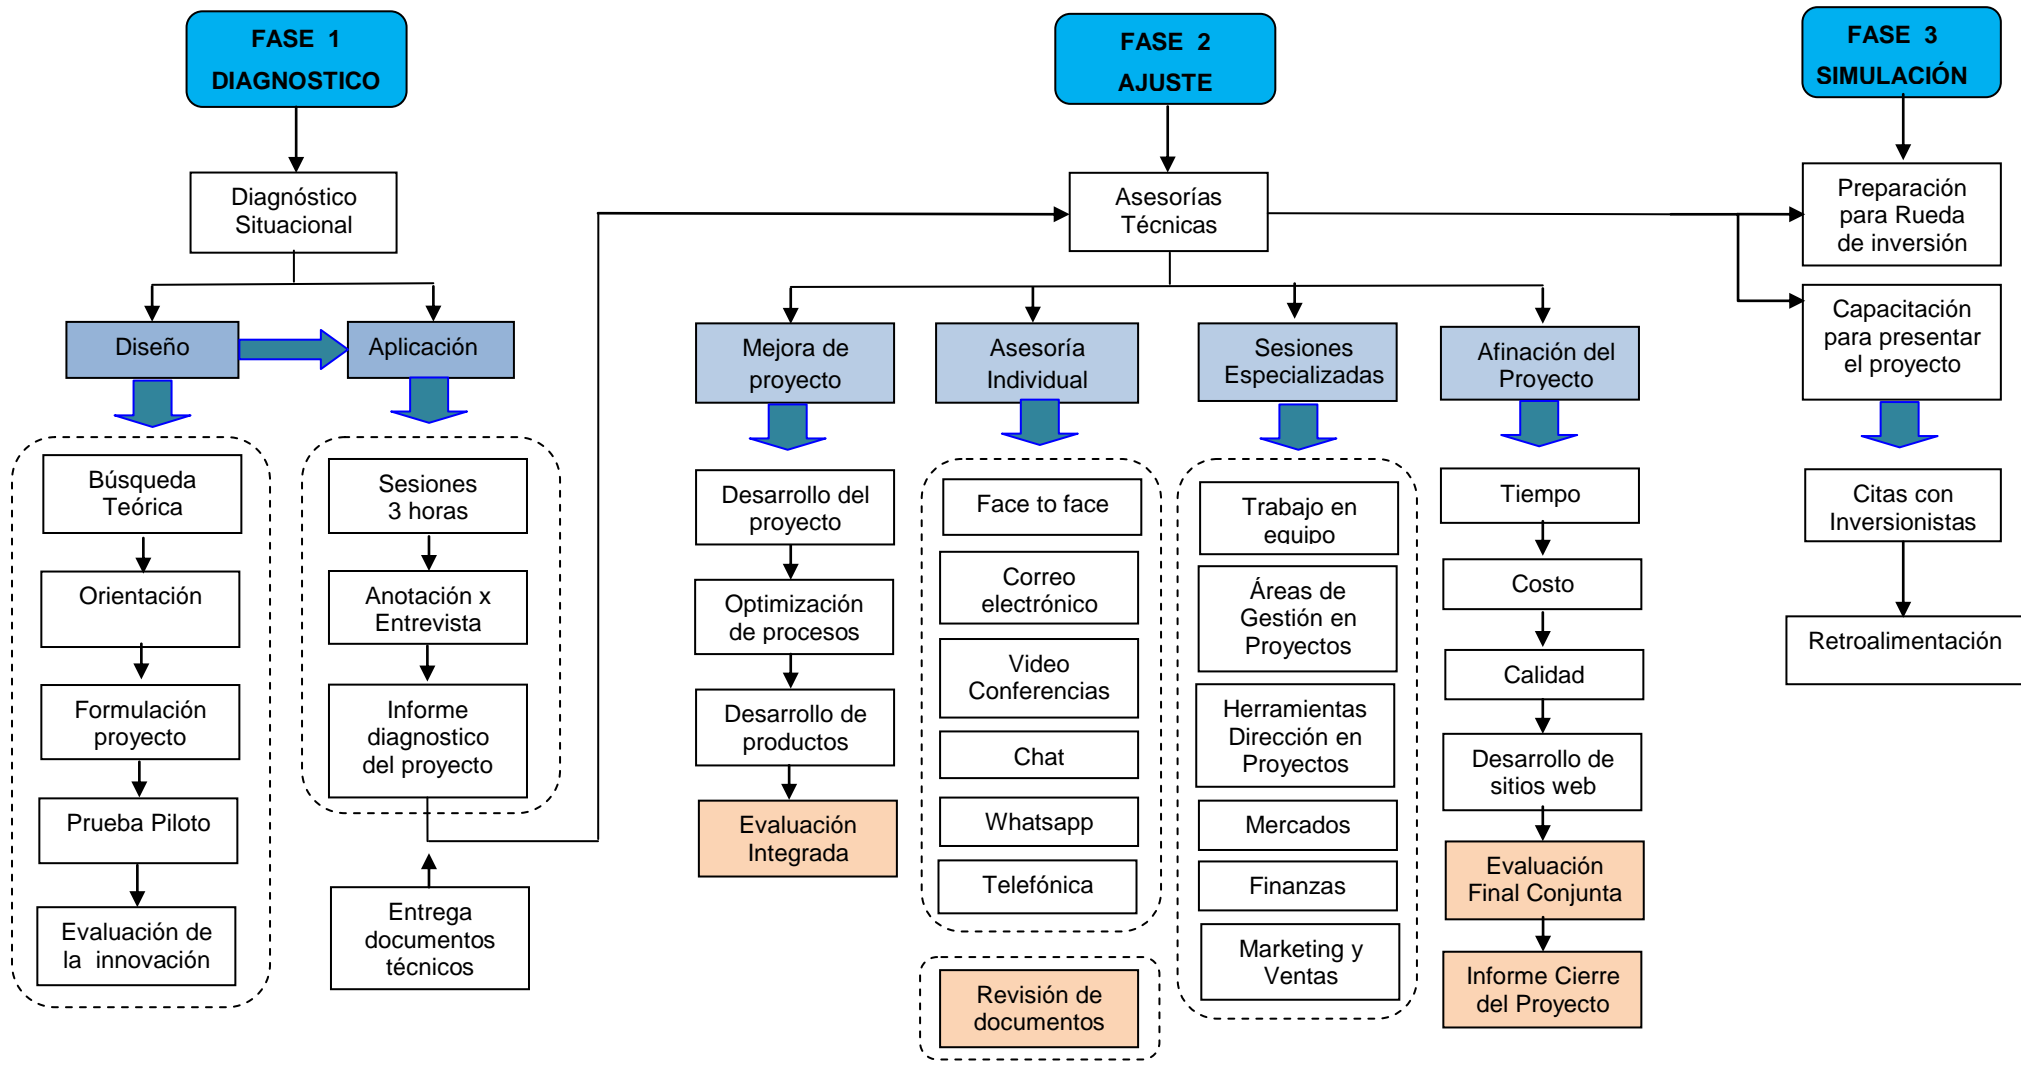 FASE 1
DIAGNOSTICO
Diagnóstico
Situacional
Diseño
Aplicación
Búsqueda
Teórica
Orientación
Formulación
proyecto
Prueba Piloto
Evaluación de
la innovación
Sesiones
3 horas
Anotación x
Entrevista
Informe
diagnostico
del proyecto
Entrega
documentos
técnicos
FASE 2
AJUSTE
Asesorías
Técnicas
Mejora de
proyecto
Desarrollo del
proyecto
Optimización
de procesos
Desarrollo de
productos
Evaluación
Integrada
Asesoría
Individual
Face to face
Correo
electrónico
Video
Conferencias
Chat
Whatsapp
Telefónica
Revisión de
documentos
Sesiones
Especializadas
Trabajo en
equipo
Áreas de
Gestión en
Proyectos
Herramientas
Dirección en
Proyectos
Mercados
Finanzas
Marketing y
Ventas
Afinación del
Proyecto
Tiempo
Costo
Calidad
Desarrollo de
sitios web
Evaluación
Final Conjunta
Informe Cierre
del Proyecto
FASE 3
SIMULACIÓN
Preparación
para Rueda
de inversión
Capacitación
para presentar
el proyecto
Citas con
Inversionistas
Retroalimentación